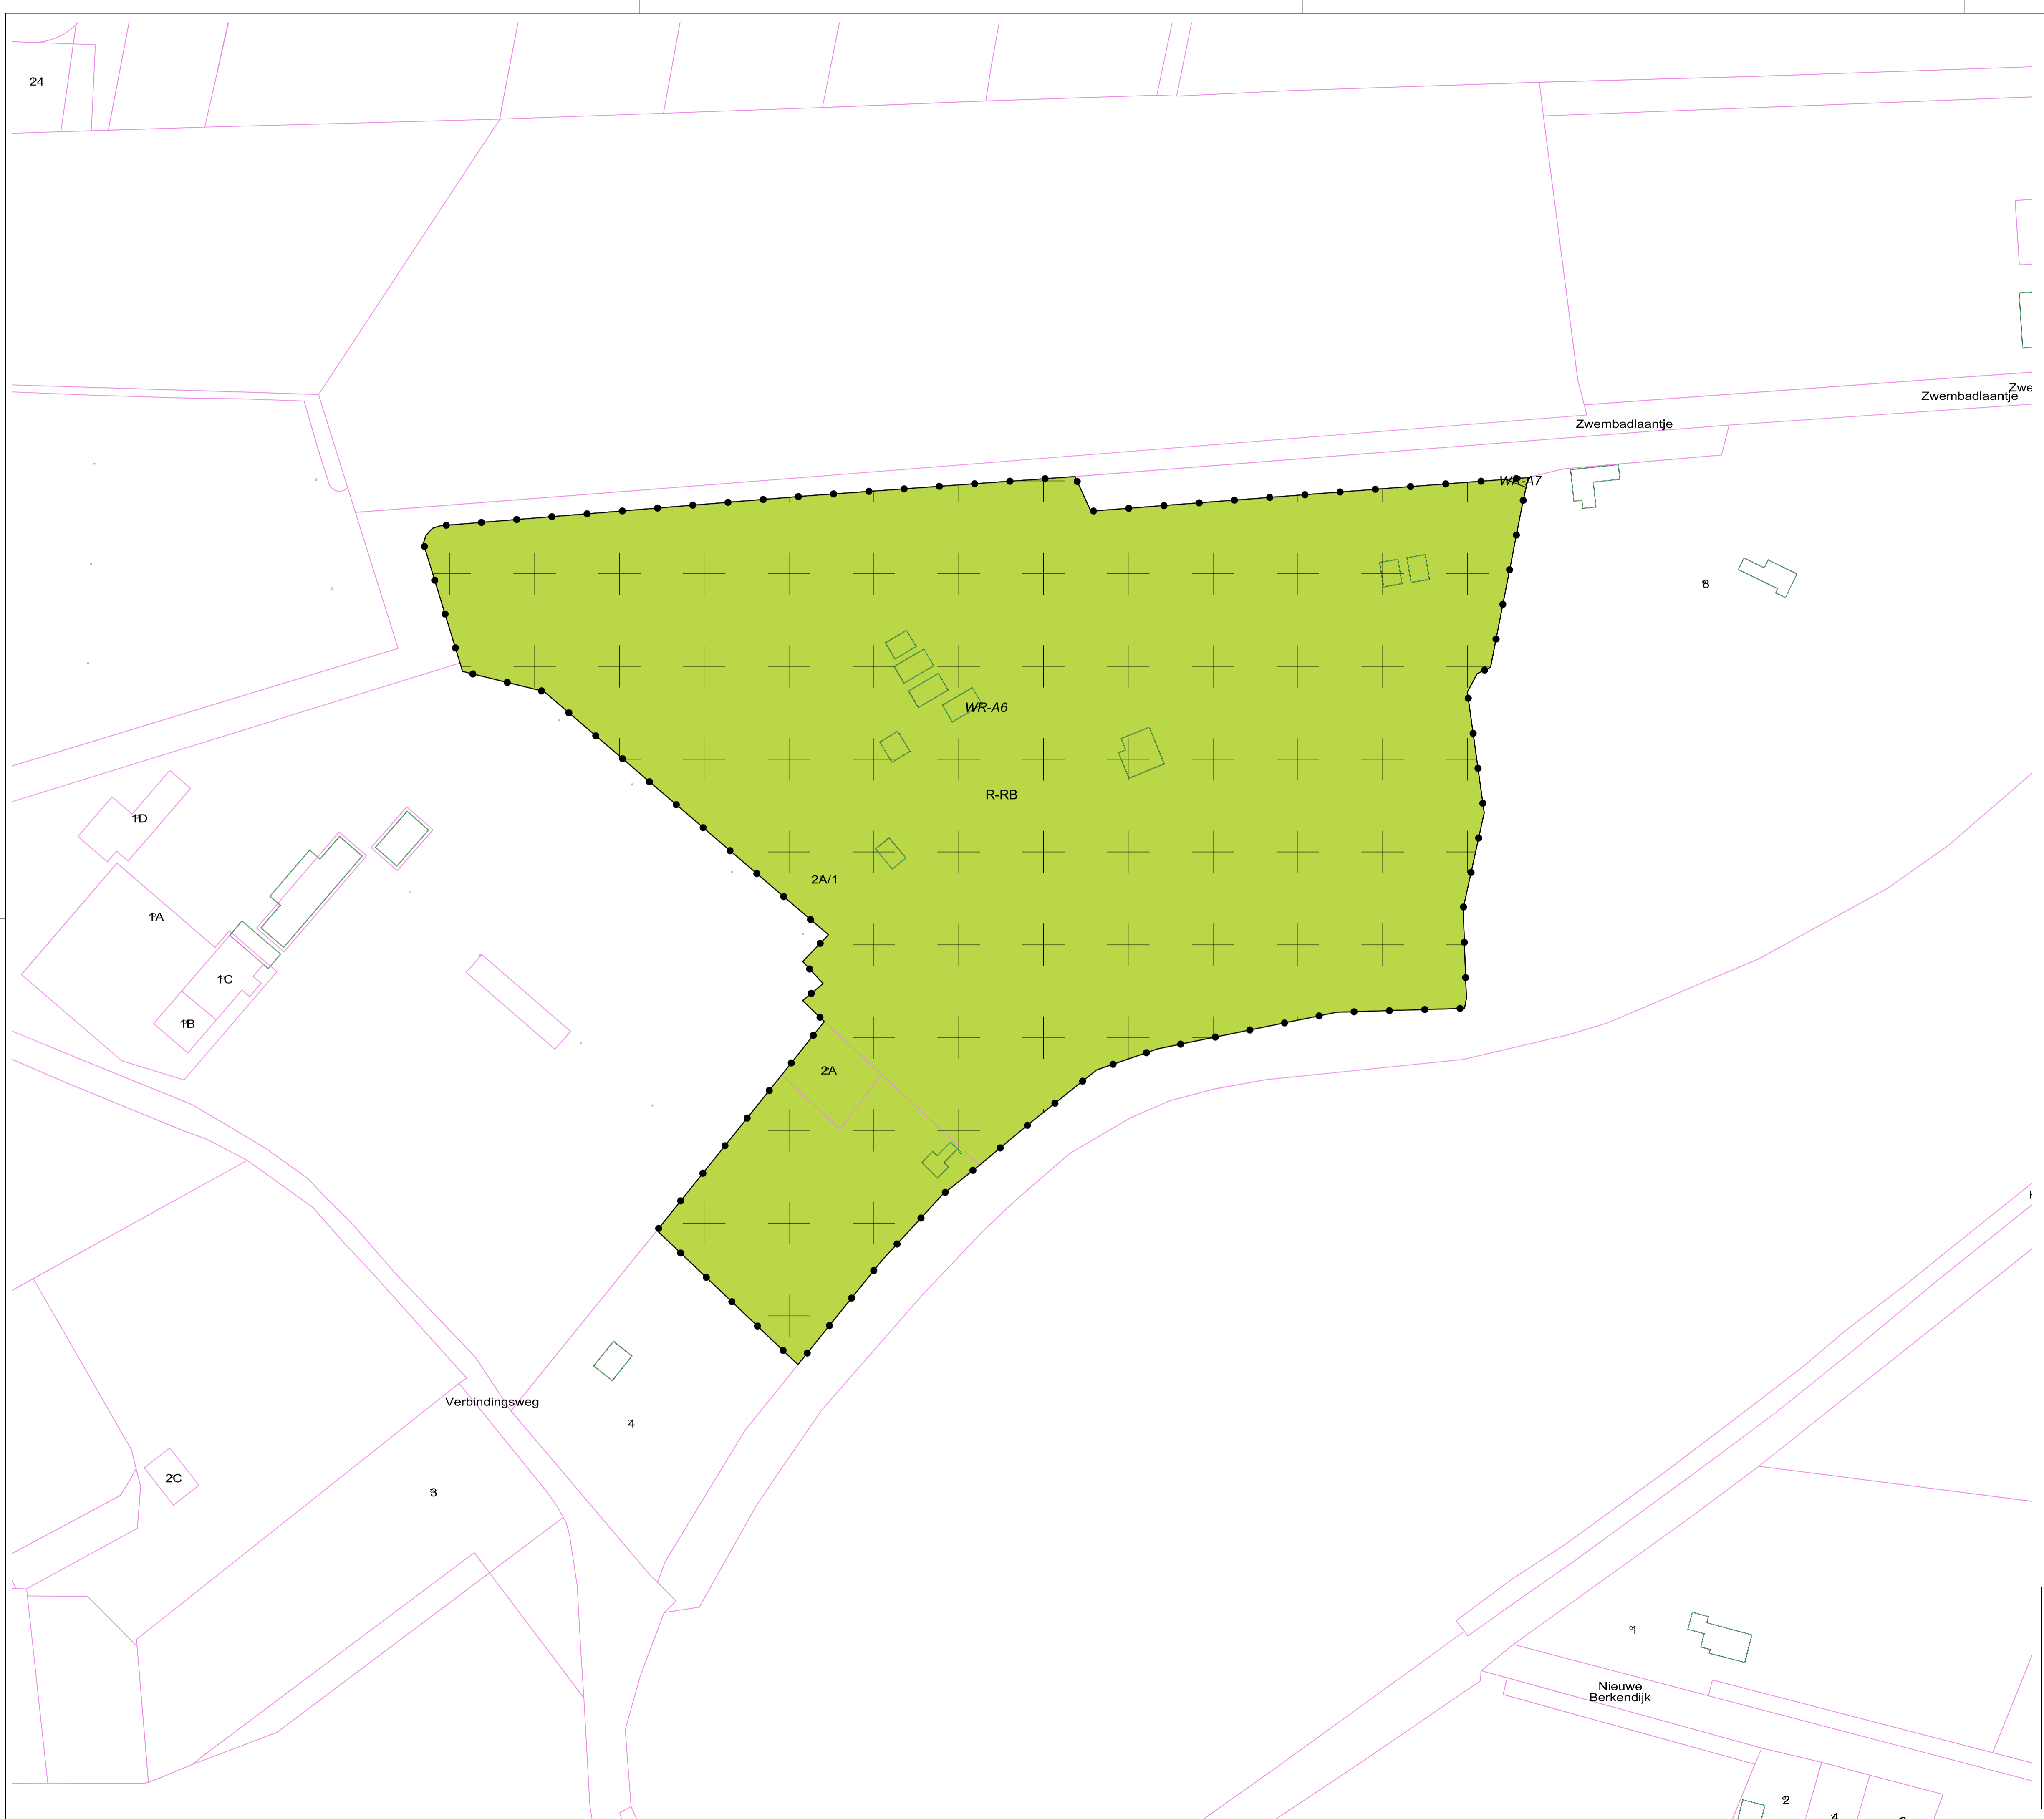 24
Zwe
Zwembadlaantje
Zwembadlaantje
WR-A7
8
WR-A6
R-RB
1D
2A/1
1A
1C
1B
2A
Verbindingsweg
4
2C
3
1
Nieuwe
Berkendijk
2
4